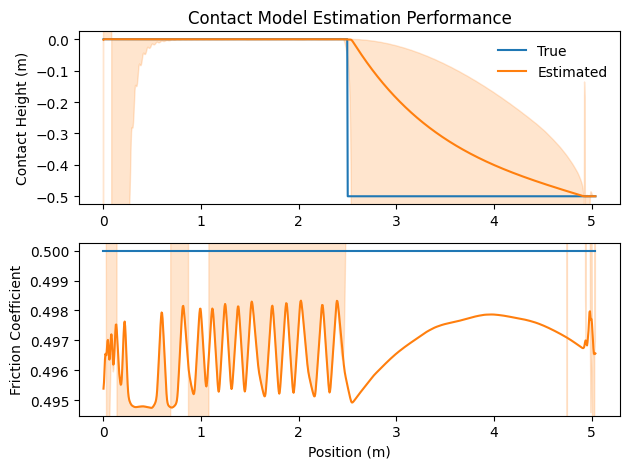 Contact Model Estimation Performance
Contact Height (m)
0.0
−0.1
−0.2
−0.3
−0.4
−0.5
True
Estimated
0 1 2 3 4 5
Friction Coefficient
0.500
0.499
0.498
0.497
0.496
0.495
0 1 2 3 4 5
Position (m)